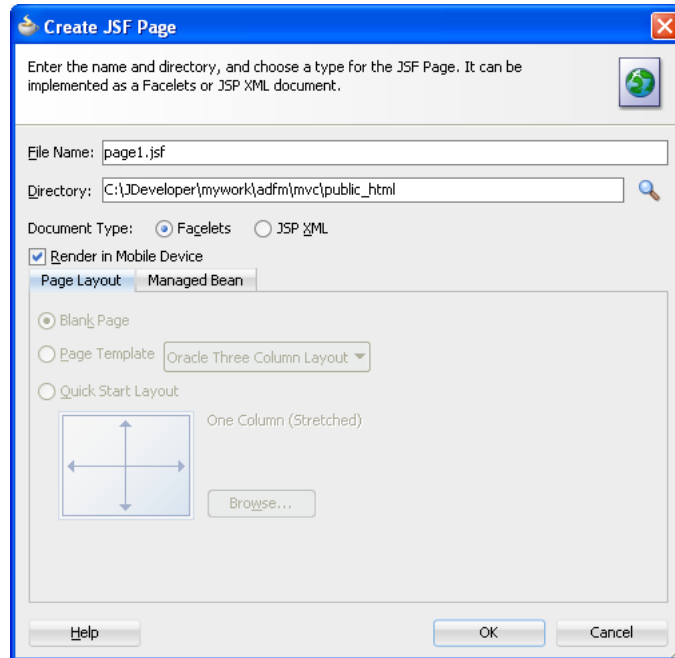 Create JSF Page
Enter the name and directory, and choose a type for the JSF Page. It can be
implemented as a Facelets or JSP XML document.
File Name: page1.jsf
Directory: C:\JDeveloper\mywork\adfm\mvc\public_html
Document Type: Facelets JSP XML
Render in Mobile Device
Page Layout Managed Bean
Blank Page
Page Template Oracle Three Column Layout
Quick Start Layout
One Column (Stretched)
Browse...
Help OK Cancel